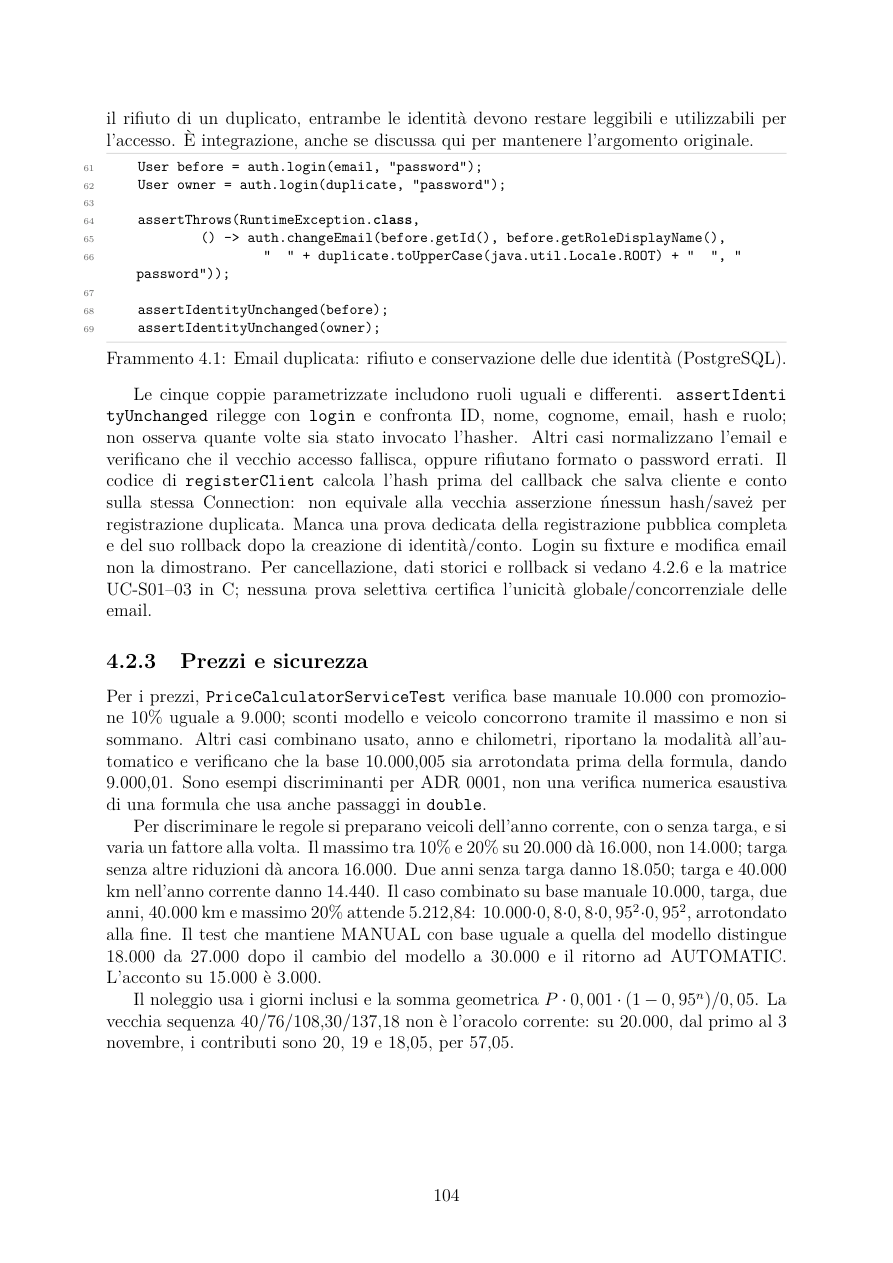 il rifiuto di un duplicato, entrambe le identità devono restare leggibili e utilizzabili per
l'accesso. È integrazione, anche se discussa qui per mantenere l'argomento originale.
61 User before = auth.login(email, "password");
62 User owner = auth.login(duplicate, "password");
63
64 assertThrows(RuntimeException.class,
65 () -> auth.changeEmail(before.getId(), before.getRoleDisplayName(),
66 "  " + duplicate.toUpperCase(java.util.Locale.ROOT) + "  ", "
password"));
67
68 assertIdentityUnchanged(before);
69 assertIdentityUnchanged(owner);
Frammento 4.1: Email duplicata: rifiuto e conservazione delle due identità (PostgreSQL).
Le cinque coppie parametrizzate includono ruoli uguali e differenti. assertIdenti
tyUnchanged rilegge con login e confronta ID, nome, cognome, email, hash e ruolo;
non osserva quante volte sia stato invocato l'hasher. Altri casi normalizzano l'email e
verificano che il vecchio accesso fallisca, oppure rifiutano formato o password errati. Il
codice di registerClient calcola l'hash prima del callback che salva cliente e conto
sulla stessa Connection: non equivale alla vecchia asserzione ńnessun hash/saveż per
registrazione duplicata. Manca una prova dedicata della registrazione pubblica completa
e del suo rollback dopo la creazione di identità/conto. Login su fixture e modifica email
non la dimostrano. Per cancellazione, dati storici e rollback si vedano 4.2.6 e la matrice
UC-S01–03 in C; nessuna prova selettiva certifica l'unicità globale/concorrenziale delle
email.
4.2.3 Prezzi e sicurezza
Per i prezzi, PriceCalculatorServiceTest verifica base manuale 10.000 con promozio-
ne 10% uguale a 9.000; sconti modello e veicolo concorrono tramite il massimo e non si
sommano. Altri casi combinano usato, anno e chilometri, riportano la modalità all'au-
tomatico e verificano che la base 10.000,005 sia arrotondata prima della formula, dando
9.000,01. Sono esempi discriminanti per ADR 0001, non una verifica numerica esaustiva
di una formula che usa anche passaggi in double.
Per discriminare le regole si preparano veicoli dell'anno corrente, con o senza targa, e si
varia un fattore alla volta. Il massimo tra 10% e 20% su 20.000 dà 16.000, non 14.000; targa
senza altre riduzioni dà ancora 16.000. Due anni senza targa danno 18.050; targa e 40.000
km nell'anno corrente danno 14.440. Il caso combinato su base manuale 10.000, targa, due
anni, 40.000 km e massimo 20% attende 5.212,84: 10.000·0, 8·0, 8·0, 95²·0, 95², arrotondato
alla fine. Il test che mantiene MANUAL con base uguale a quella del modello distingue
18.000 da 27.000 dopo il cambio del modello a 30.000 e il ritorno ad AUTOMATIC.
L'acconto su 15.000 è 3.000.
Il noleggio usa i giorni inclusi e la somma geometrica P · 0, 001 · (1 − 0, 95ⁿ)/0, 05. La
vecchia sequenza 40/76/108,30/137,18 non è l'oracolo corrente: su 20.000, dal primo al 3
novembre, i contributi sono 20, 19 e 18,05, per 57,05.
104